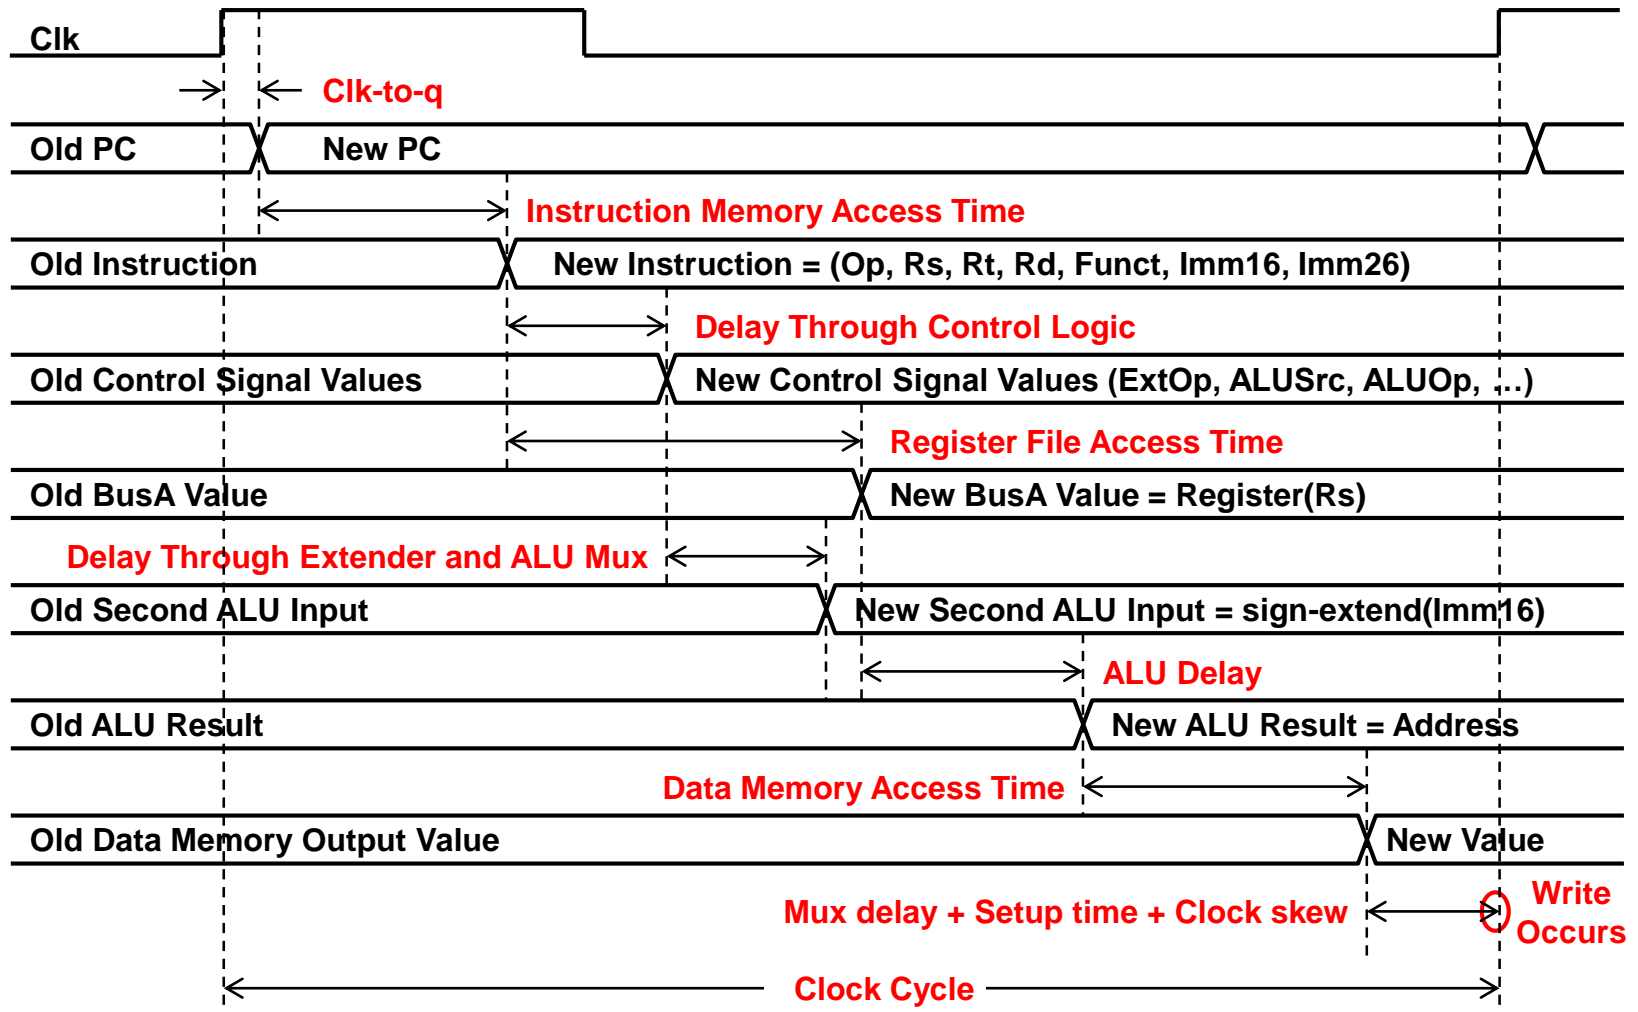 Clk
Clk-to-q
Old PC
New PC
Instruction Memory Access Time
Old Instruction
New Instruction = (Op, Rs, Rt, Rd, Funct, Imm16, Imm26)
Delay Through Control Logic
Old Control Signal Values
New Control Signal Values (ExtOp, ALUSrc, ALUOp, …)
Register File Access Time
Old BusA Value
New BusA Value = Register(Rs)
Delay Through Extender and ALU Mux
Old Second ALU Input
New Second ALU Input = sign-extend(Imm16)
ALU Delay
Old ALU Result
New ALU Result = Address
Data Memory Access Time
Old Data Memory Output Value
New Value
Mux delay + Setup time + Clock skew
Write
Occurs
Clock Cycle